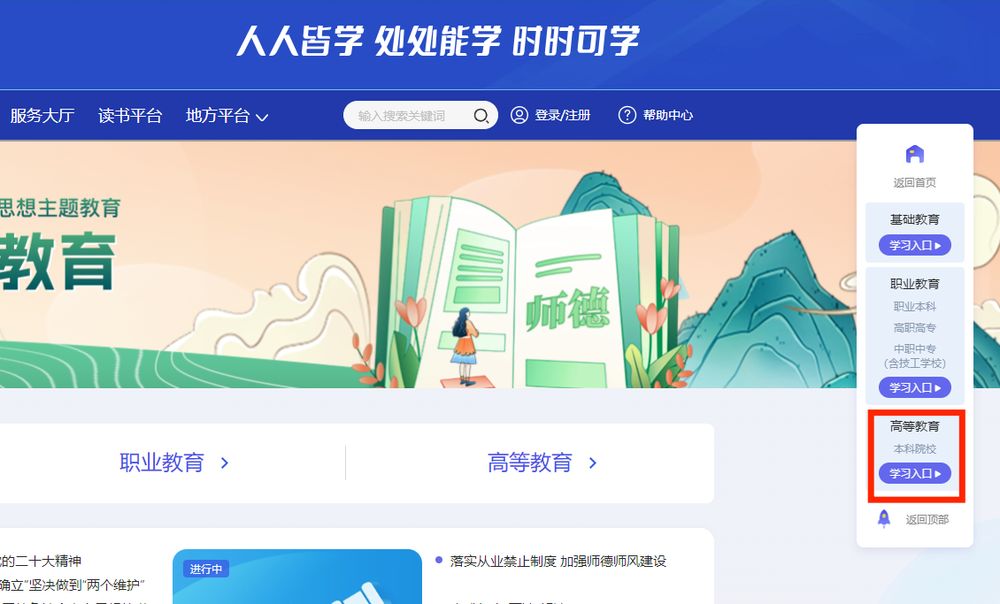 人人皆学 处处能学 时时可学
服务大厅 读书平台 地方平台
输入搜索关键词
登录/注册
帮助中心
思想主题教育
教育
师德
返回首页
基础教育
学习入口
职业教育
职业本科
高职高专
中职中专
(含技工学校)
学习入口
高等教育
本科院校
学习入口
返回顶部
职业教育
高等教育
的二十大精神
确立”坚决做到“两个维护”
进行中
落实从业禁止制度 加强师德师风建设